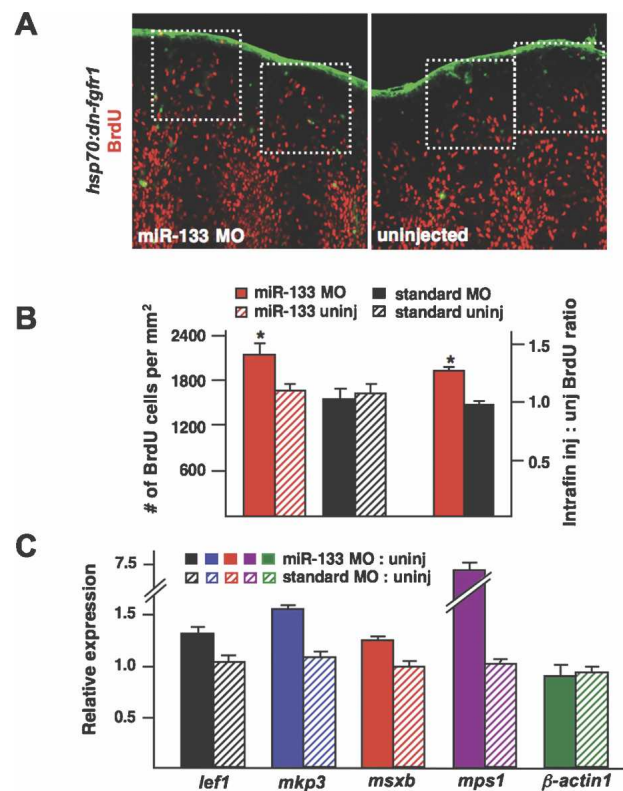 A
hsp70:dn-fgfr1
BrdU
miR-133 MO
uninjected
B
miR-133 MO
standard MO
miR-133 uninj
standard uninj
# of BrdU cells per mm²
2400
1800
1200
600
*
*
1.5
1.0
0.5
Intrafin inj : unj BrdU ratio
C
miR-133 MO : uninj
standard MO : uninj
Relative expression
7.5
1.5
1.0
0.5
lef1
mkp3
msxb
mps1
β-actin1